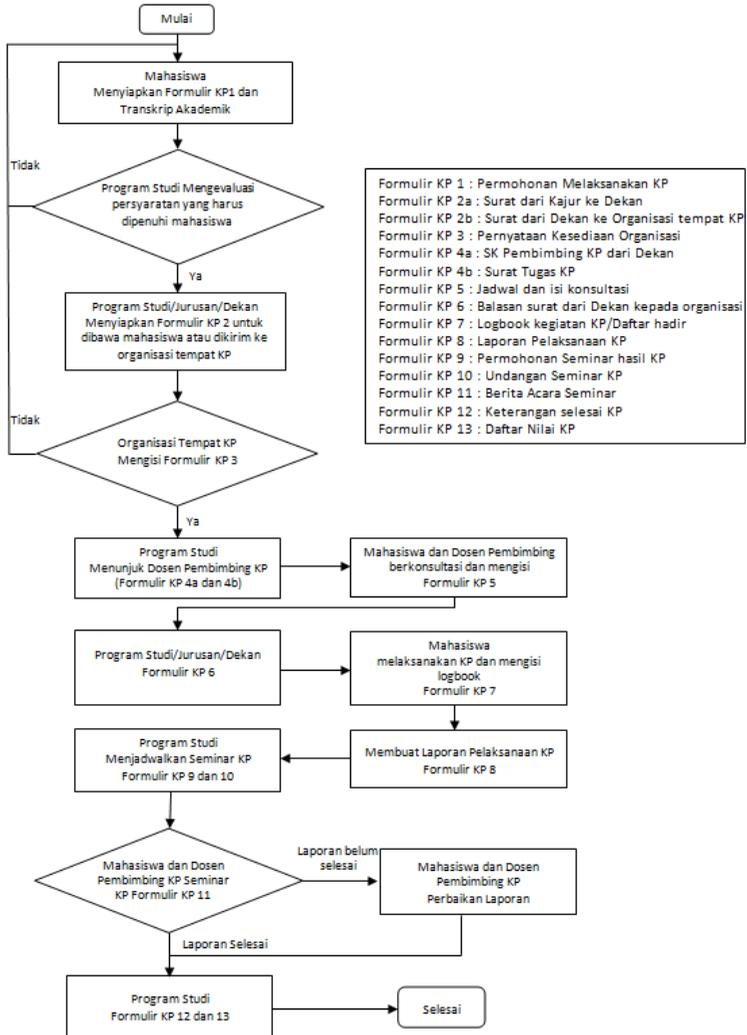 Mulai
Mahasiswa
Menyiapkan Formulir KP1 dan
Transkrip Akademik
Tidak
Program Studi Mengevaluasi
persyaratan yang harus
dipenuhi mahasiswa
Ya
Program Studi/Jurusan/Dekan
Menyiapkan Formulir KP 2 untuk
dibawa mahasiswa atau dikirim ke
organisasi tempat KP
Tidak
Organisasi Tempat KP
Mengisi Formulir KP 3
Ya
Formulir KP 1 : Permohonan Melaksanakan KP
Formulir KP 2a : Surat dari Kajur ke Dekan
Formulir KP 2b : Surat dari Dekan ke Organisasi tempat KP
Formulir KP 3 : Pernyataan Kesediaan Organisasi
Formulir KP 4a : SK Pembimbing KP dari Dekan
Formulir KP 4b : Surat Tugas KP
Formulir KP 5 : Jadwal dan isi konsultasi
Formulir KP 6 : Balasan surat dari Dekan kepada organisasi
Formulir KP 7 : Logbook kegiatan KP/Daftar hadir
Formulir KP 8 : Laporan Pelaksanaan KP
Formulir KP 9 : Permohonan Seminar hasil KP
Formulir KP 10 : Undangan Seminar KP
Formulir KP 11 : Berita Acara Seminar
Formulir KP 12 : Keterangan selesai KP
Formulir KP 13 : Daftar Nilai KP
Program Studi
Menunjuk Dosen Pembimbing KP
(Formulir KP 4a dan 4b)
Mahasiswa dan Dosen Pembimbing
berkonsultasi dan mengisi
Formulir KP 5
Program Studi/Jurusan/Dekan
Formulir KP 6
Mahasiswa
melaksanakan KP dan mengisi
logbook
Formulir KP 7
Program Studi
Menjadwalkan Seminar KP
Formulir KP 9 dan 10
Membuat Laporan Pelaksanaan KP
Formulir KP 8
Mahasiswa dan Dosen
Pembimbing KP Seminar
KP Formulir KP 11
Laporan belum
selesai
Mahasiswa dan Dosen
Pembimbing KP
Perbaikan Laporan
Laporan Selesai
Program Studi
Formulir KP 12 dan 13
Selesai